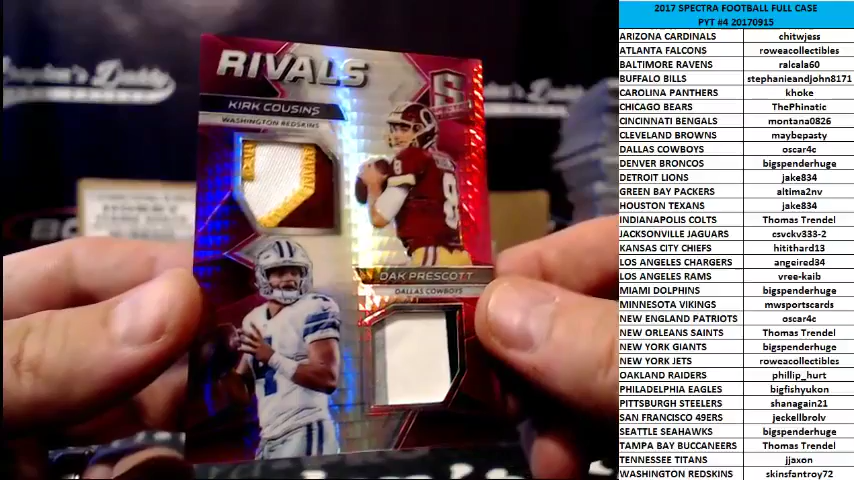 RIVALS
KIRK COUSINS
WASHINGTON REDSKINS
S
8
8
DAK PRESCOTT
DALLAS COWBOYS
4
2017 SPECTRA FOOTBALL FULL CASE
PYT #4 20170915
ARIZONA CARDINALS chitwjess
ATLANTA FALCONS roweacollectibles
BALTIMORE RAVENS ralcala60
BUFFALO BILLS stephanieandjohn8171
CAROLINA PANTHERS khoke
CHICAGO BEARS ThePhinatic
CINCINNTI BENGALS montana0826
CLEVELAND BROWNS maybepasty
DALLAS COWBOYS oscar4c
DENVER BRONCOS bigspenderhuge
DETROIT LIONS jake834
GREEN BAY PACKERS altima2nv
HOUSTON TEXANS jake834
INDIANAPOLIS COLTS Thomas Trendel
JACKSONVILLE JAGUARS csvckv333-2
KANSAS CITY CHIEFS hitithard13
LOS ANGELES CHARGERS angeired34
LOS ANGELES RAMS vree-kaib
MIAMI DOLPHINS bigspenderhuge
MINNESOTA VIKINGS mwsportscards
NEW ENGLAND PATRIOTS oscar4c
NEW ORLEANS SAINTS Thomas Trendel
NEW YORK GIANTS bigspenderhuge
NEW YORK JETS roweacollectibles
OAKLAND RAIDERS phillip_hurt
PHILADELPHIA EAGLES bigfishyukon
PITTSBURGH STEELERS shanagain21
SAN FRANCISCO 49ERS jeckellbrolv
SEATTLE SEAHAWKS bigspenderhuge
TAMPA BAY BUCCANEERS Thomas Trendel
TENNESSEE TITANS jjaxon
WASHINGTON REDSKINS skinsfantroy72